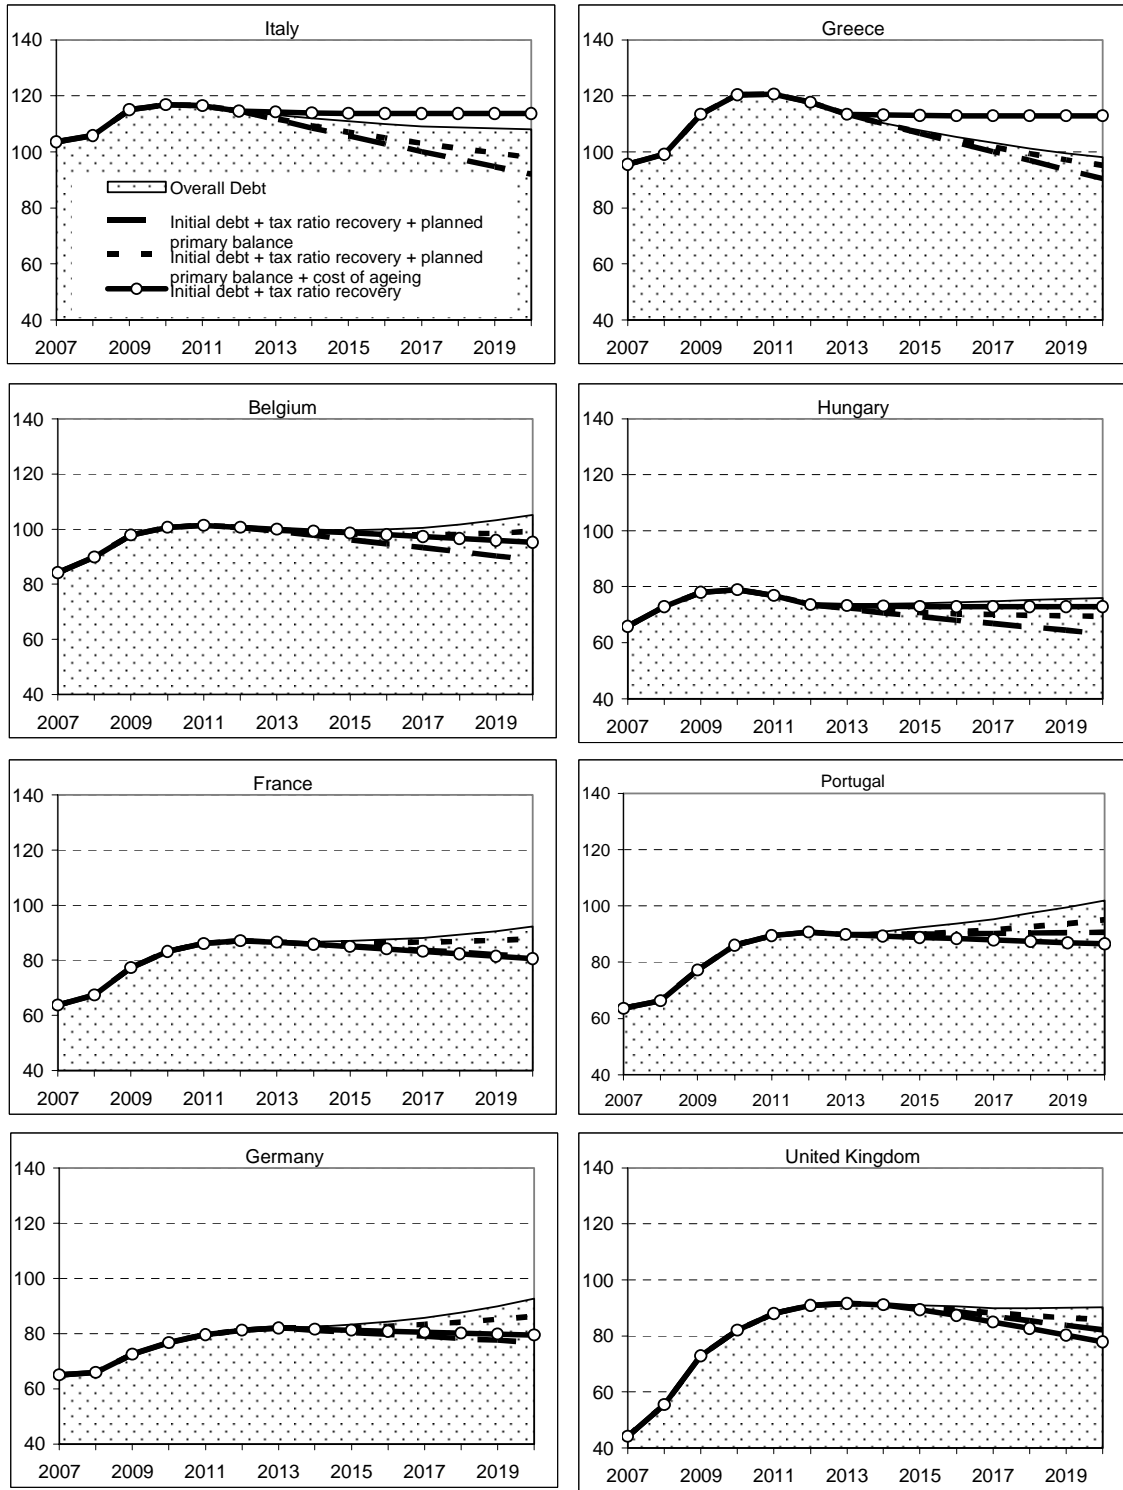 Italy
140
120
100
80
60
40
Overall Debt
Initial debt + tax ratio recovery + planned
primary balance
Initial debt + tax ratio recovery + planned
primary balance + cost of ageing
Initial debt + tax ratio recovery
2007 2009 2011 2013 2015 2017 2019
Greece
140
120
100
80
60
40
2007 2009 2011 2013 2015 2017 2019
Belgium
140
120
100
80
60
40
2007 2009 2011 2013 2015 2017 2019
Hungary
140
120
100
80
60
40
2007 2009 2011 2013 2015 2017 2019
France
140
120
100
80
60
40
2007 2009 2011 2013 2015 2017 2019
Portugal
140
120
100
80
60
40
2007 2009 2011 2013 2015 2017 2019
Germany
140
120
100
80
60
40
2007 2009 2011 2013 2015 2017 2019
United Kingdom
140
120
100
80
60
40
2007 2009 2011 2013 2015 2017 2019